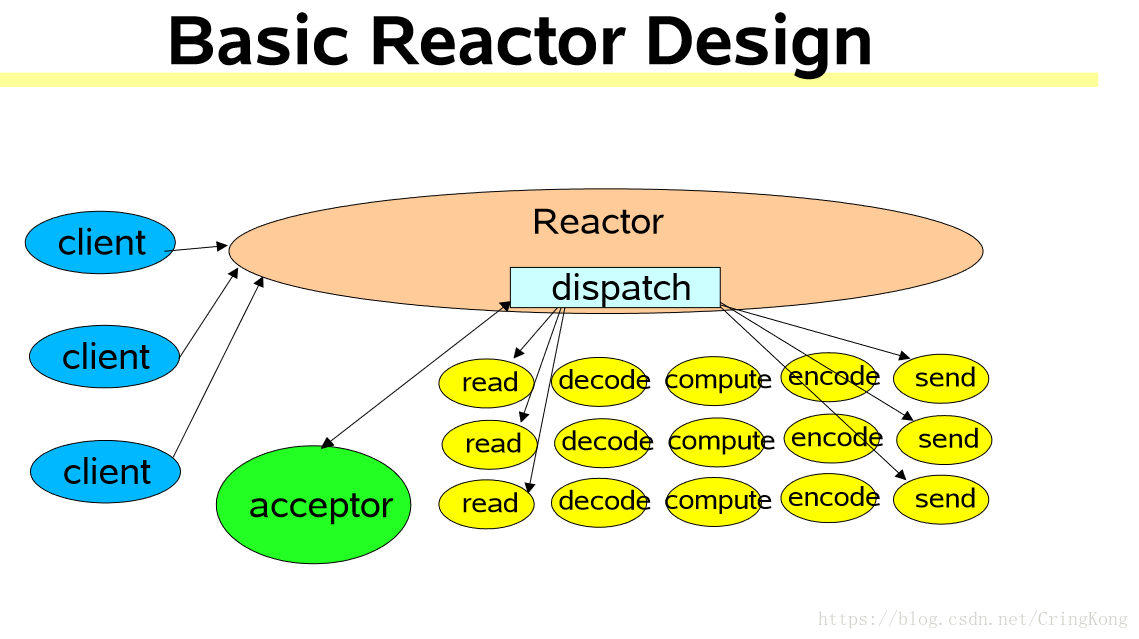 Basic Reactor Design
Reactor
client
dispatch
client
read decode compute encode send
read decode compute encode send
client
acceptor
read decode compute encode send
https://blog.csdn.net/CringKong